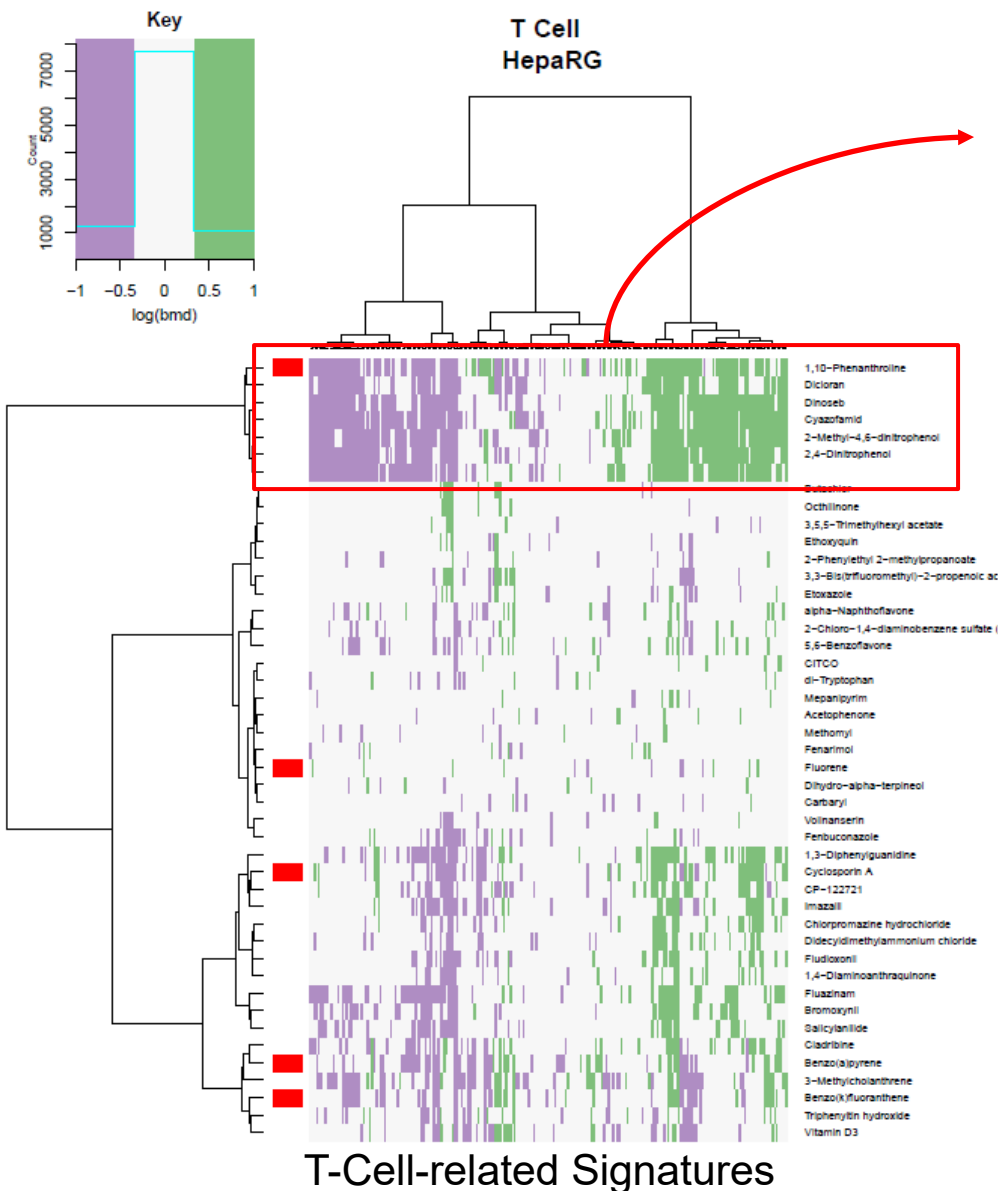 Key
T Cell
HepaRG
Count
1000
3000
5000
7000
−1
−0.5
0
0.5
1
log(bmd)
1,10−Phenanthroline
Dicloran
Dinoseb
Cyazofamid
2−Methyl−4,6−dinitrophenol
2,4−Dinitrophenol
Butachlor
Octhilinone
3,5,5−Trimethylhexyl acetate
Ethoxyquin
2−Phenylethyl 2−methylpropanoate
3,3−Bis(trifluoromethyl)−2−propenoic ac
Etoxazole
alpha−Naphthoflavone
2−Chloro−1,4−diaminobenzene sulfate (
5,6−Benzoflavone
CITCO
dl−Tryptophan
Mepanipyrim
Acetophenone
Methomyl
Fenarimol
Fluorene
Dihydro−alpha−terpineol
Carbaryl
Volinanserin
Fenbuconazole
1,3−Diphenylguanidine
Cyclosporin A
CP−122721
Imazalil
Chlorpromazine hydrochloride
Didecyldimethylammonium chloride
Fludioxonil
1,4−Diaminoanthraquinone
Fluazinam
Bromoxynil
Salicylanilide
Cladribine
Benzo(a)pyrene
3−Methylcholanthrene
Benzo(k)fluoranthene
Triphenyltin hydroxide
Vitamin D3
T-Cell-related Signatures